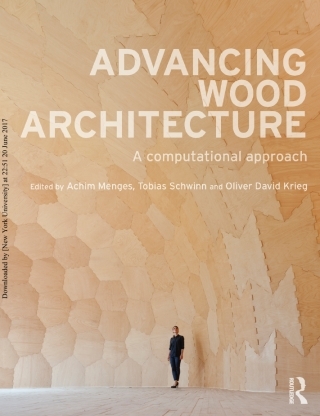 ADVANCING
WOOD
ARCHITECTURE
A computational approach
Edited by Achim Menges, Tobias Schwinn and Oliver David Krieg
Downloaded by [New York University] at 22:51 20 June 2017
R
ROUTLEDGE